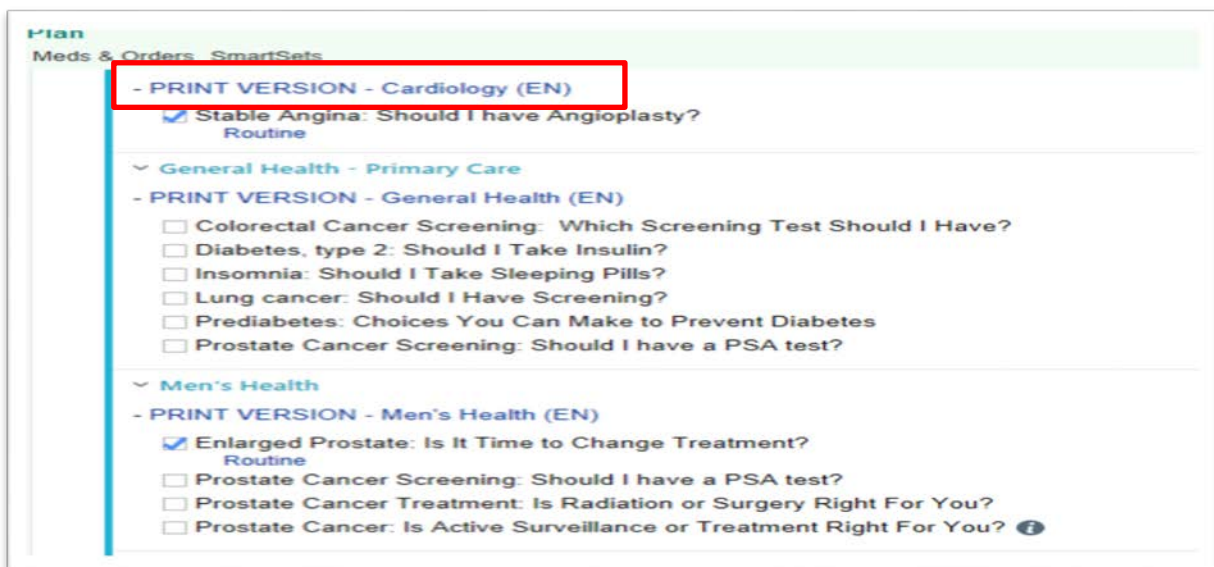 Plan
Meds & Orders SmartSets
- PRINT VERSION - Cardiology (EN)
Stable Angina: Should I have Angioplasty?
Routine
General Health - Primary Care
- PRINT VERSION - General Health (EN)
Colorectal Cancer Screening: Which Screening Test Should I Have?
Diabetes, type 2: Should I Take Insulin?
Insomnia: Should I Take Sleeping Pills?
Lung cancer: Should I Have Screening?
Prediabetes: Choices You Can Make to Prevent Diabetes
Prostate Cancer Screening: Should I have a PSA test?
Men's Health
- PRINT VERSION - Men's Health (EN)
Enlarged Prostate: Is It Time to Change Treatment?
Routine
Prostate Cancer Screening: Should I have a PSA test?
Prostate Cancer Treatment: Is Radiation or Surgery Right For You?
Prostate Cancer: Is Active Surveillance or Treatment Right For You?